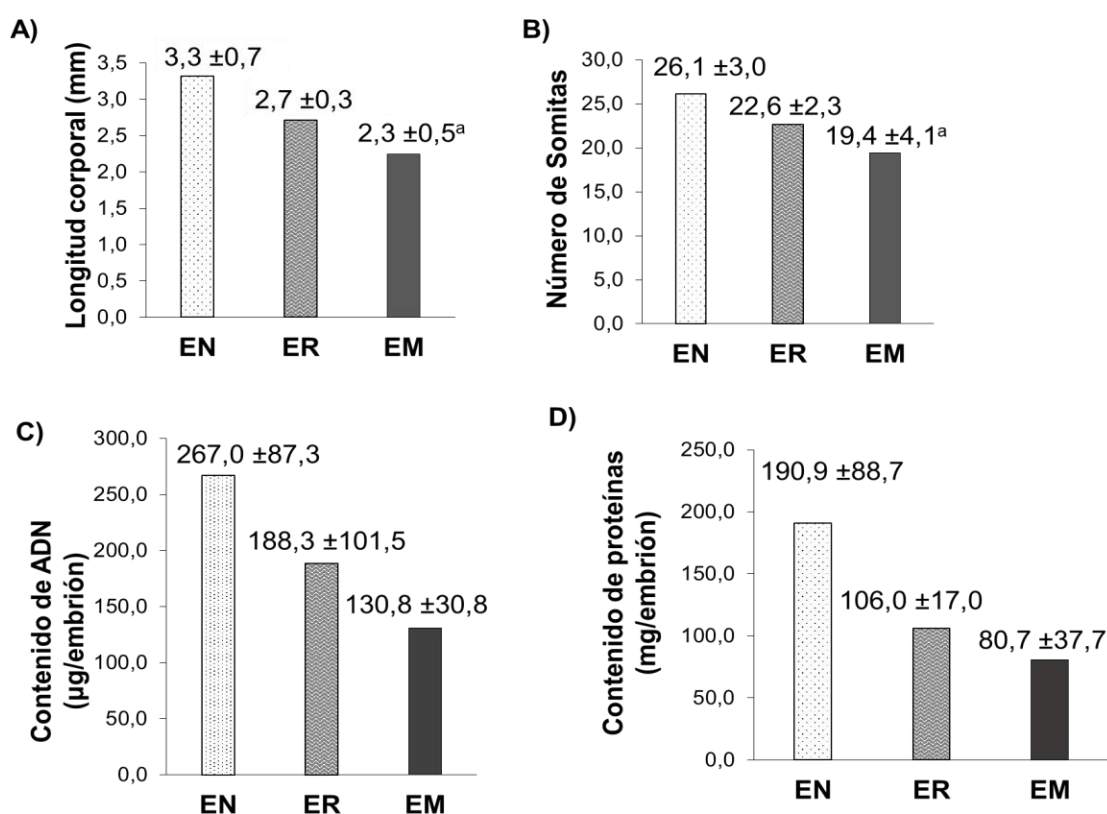 A)
Longitud corporal (mm)
3,5
3,0
2,5
2,0
1,5
1,0
0,5
0,0
3,3 ±0,7
2,7 ±0,3
2,3 ±0,5ᵃ
EN ER EM
B)
Número de Somitas
30,0
25,0
20,0
15,0
10,0
5,0
0,0
26,1 ±3,0
22,6 ±2,3
19,4 ±4,1ᵃ
EN ER EM
C)
Contenido de ADN
(µg/embrión)
300,0
250,0
200,0
150,0
100,0
50,0
0,0
267,0 ±87,3
188,3 ±101,5
130,8 ±30,8
EN ER EM
D)
Contenido de proteínas
(mg/embrión)
250,0
200,0
150,0
100,0
50,0
0,0
190,9 ±88,7
106,0 ±17,0
80,7 ±37,7
EN ER EM